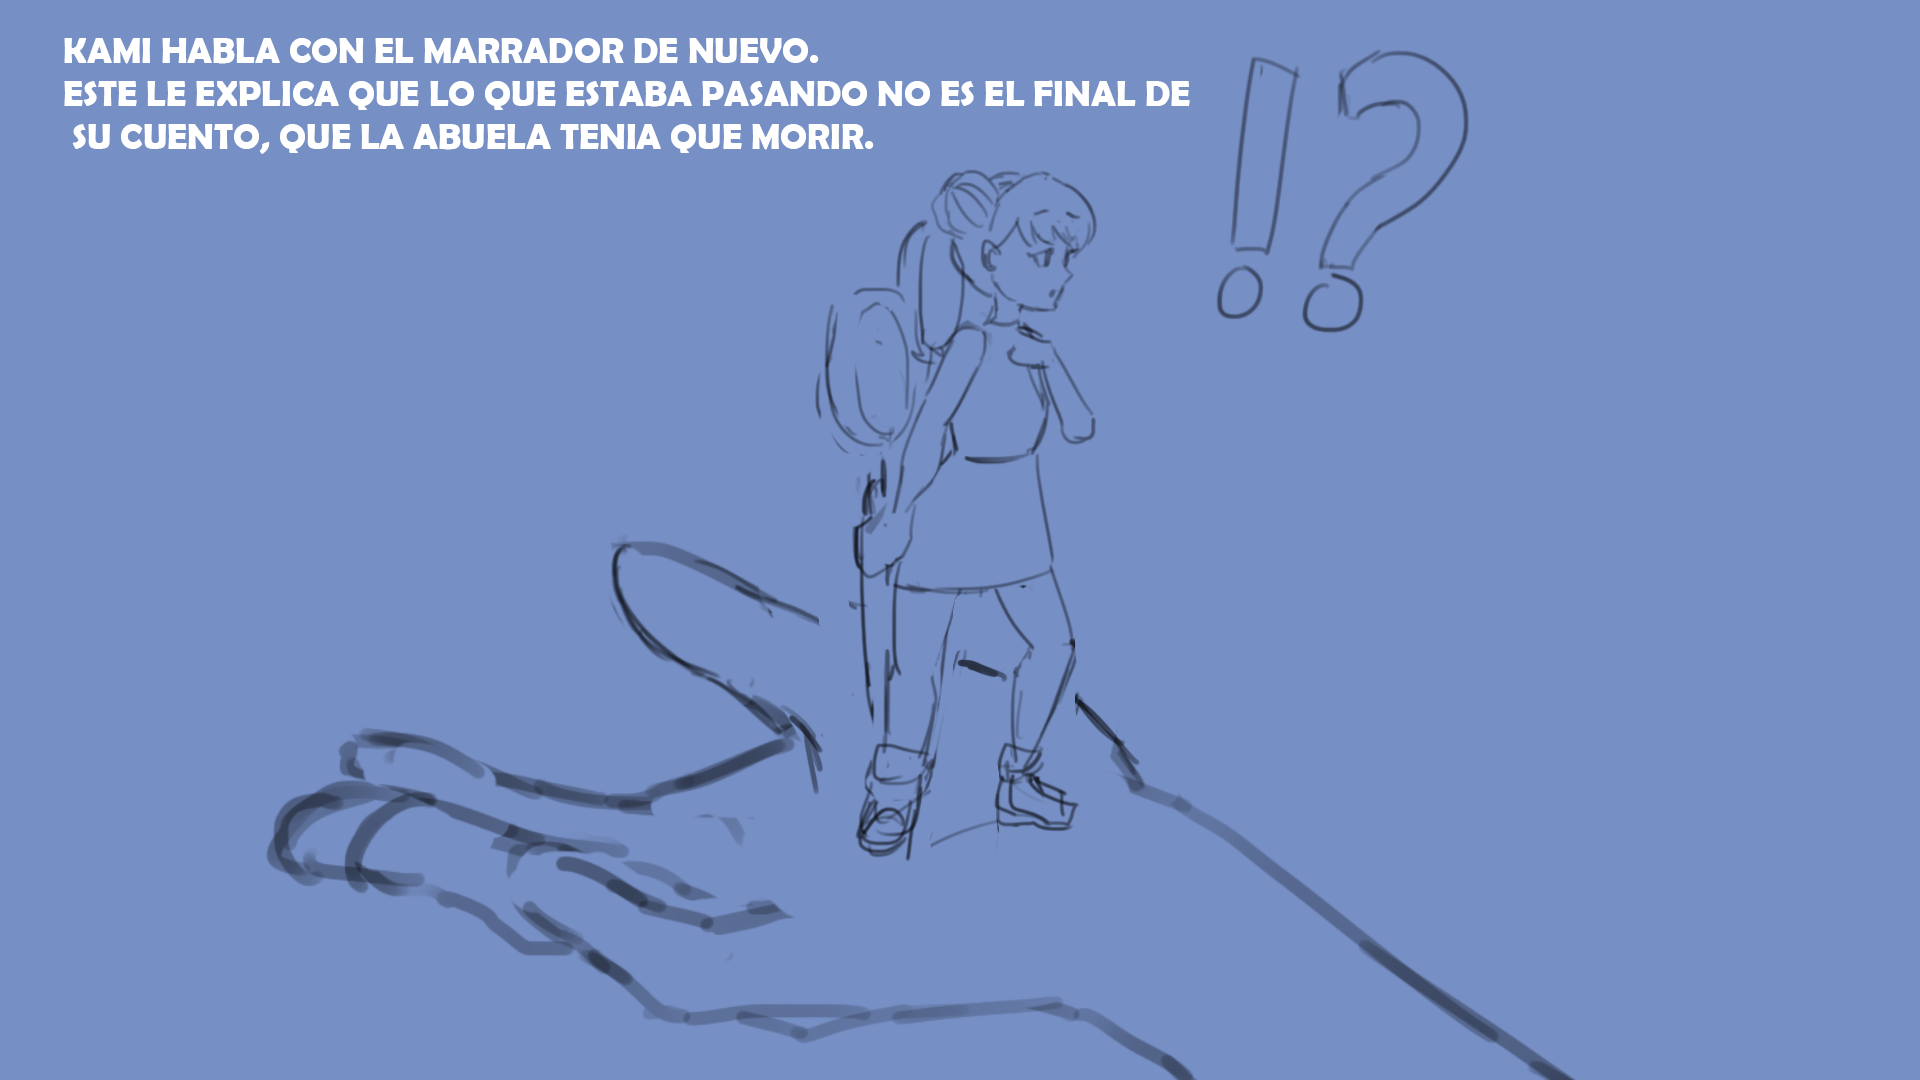 KAMI HABLA CON EL MARRADOR DE NUEVO.
ESTE LE EXPLICA QUE LO QUE ESTABA PASANDO NO ES EL FINAL DE
SU CUENTO, QUE LA ABUELA TENIA QUE MORIR.
!?